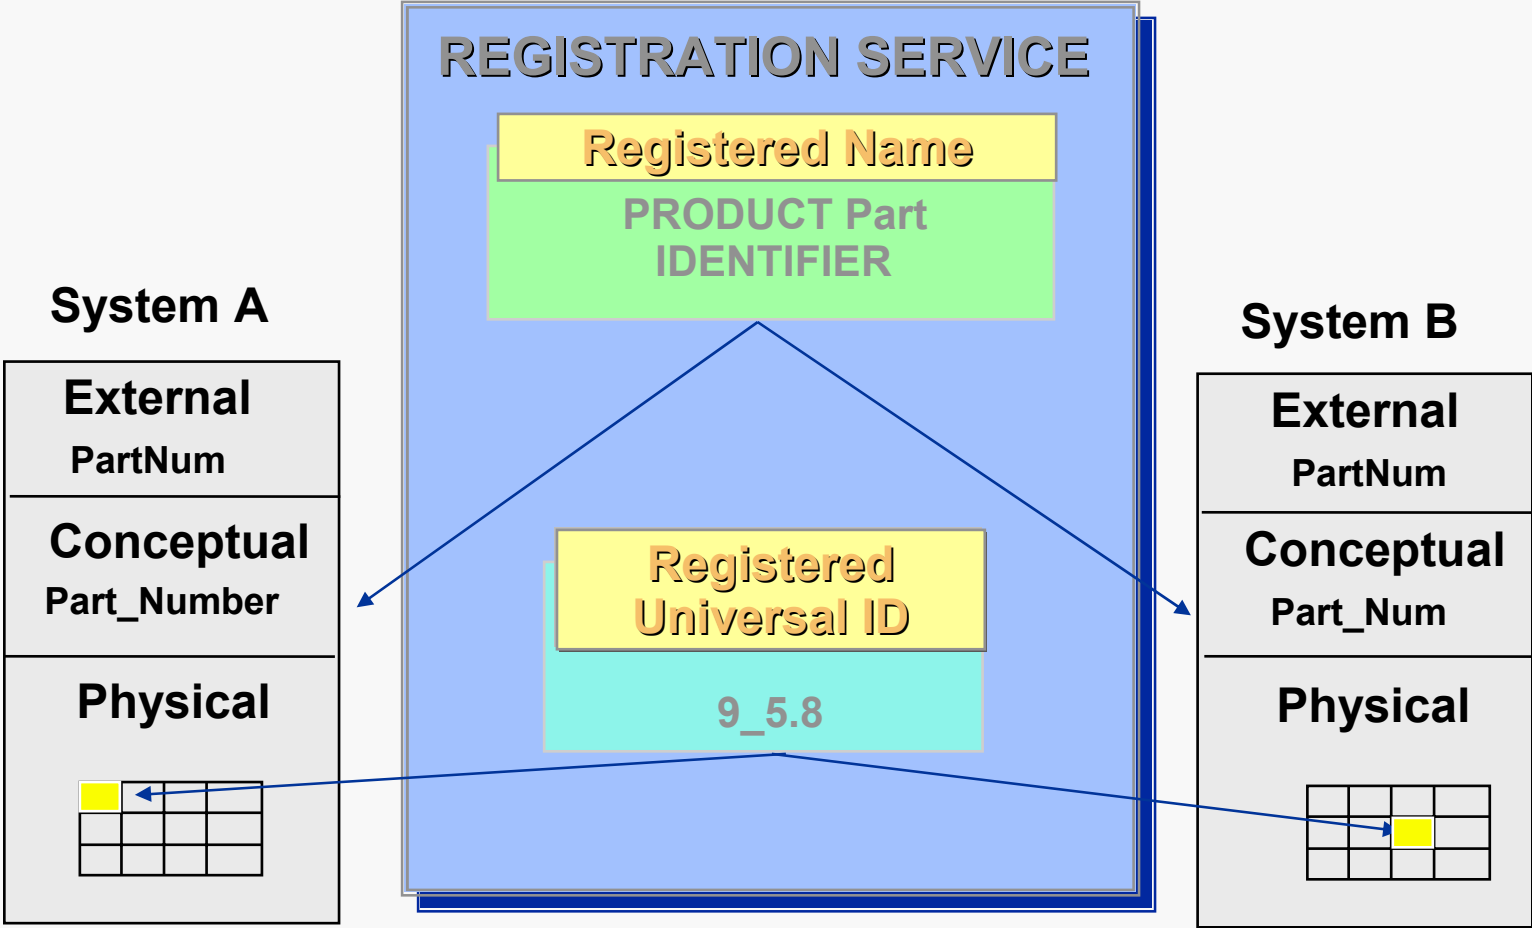 REGISTRATION SERVICE
Registered Name
PRODUCT Part
IDENTIFIER
System A
External
PartNum
Conceptual
Part_Number
Physical
Registered
Universal ID
9_5.8
System B
External
PartNum
Conceptual
Part_Num
Physical